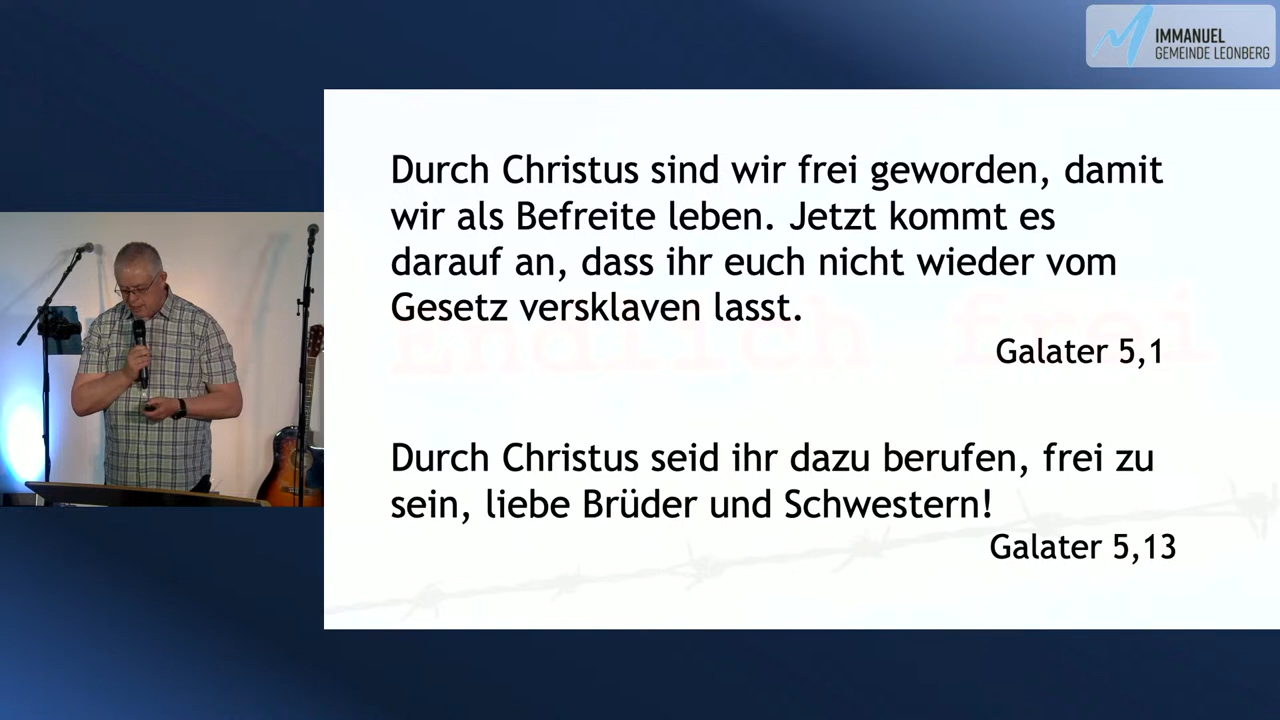 IMMANUEL
GEMEINDE LEONBERG
Durch Christus sind wir frei geworden, damit
wir als Befreite leben. Jetzt kommt es
darauf an, dass ihr euch nicht wieder vom
Gesetz versklaven lasst.
Endlich frei
Galater 5,1
Durch Christus seid ihr dazu berufen, frei zu
sein, liebe Brüder und Schwestern!
Galater 5,13